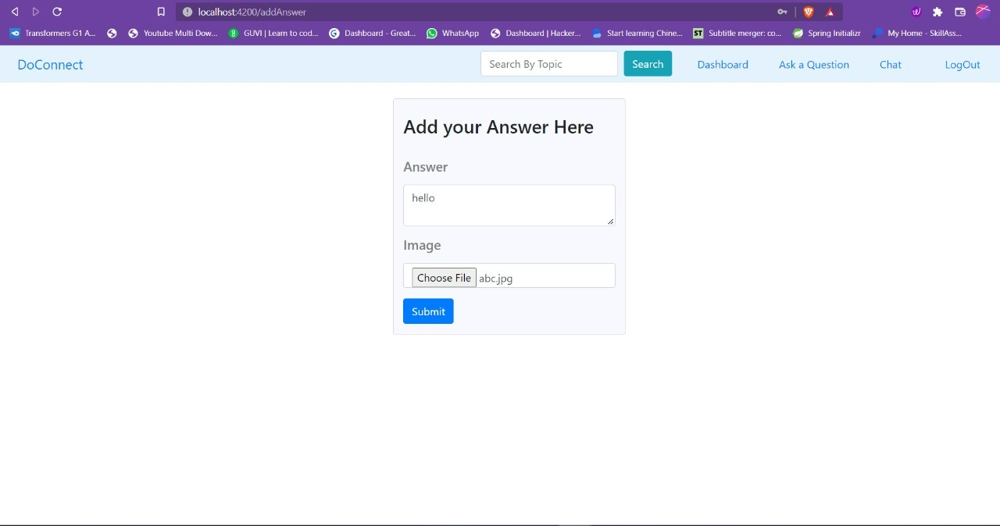 localhost:4200/addAnswer
Transformers G1 A...
Youtube Multi Dow...
GUVI | Learn to cod...
Dashboard - Great...
WhatsApp
Dashboard | Hacker...
Start learning Chine...
ST
Subtitle merger: co...
Spring Initializr
My Home - SkillAss...
DoConnect
Search By Topic
Search
Dashboard
Ask a Question
Chat
LogOut
Add your Answer Here
Answer
hello
Image
Choose File abc.jpg
Submit